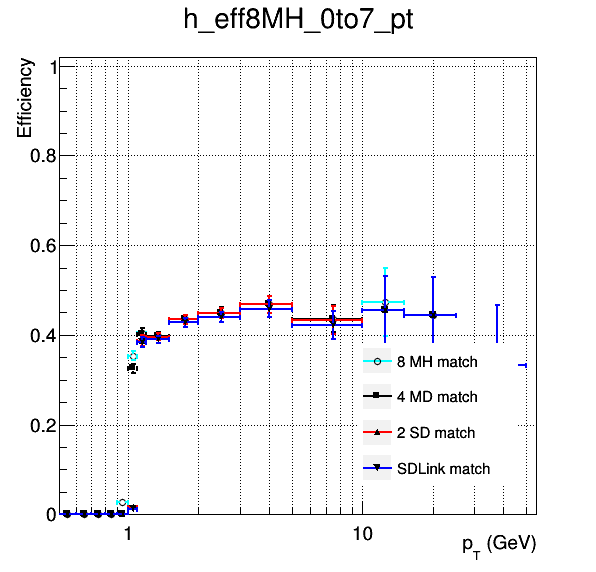 h_eff8MH_0to7_pt
Efficiency
1
0.8
0.6
0.4
0.2
0
8 MH match
4 MD match
2 SD match
SDLink match
1
10
p_T (GeV)